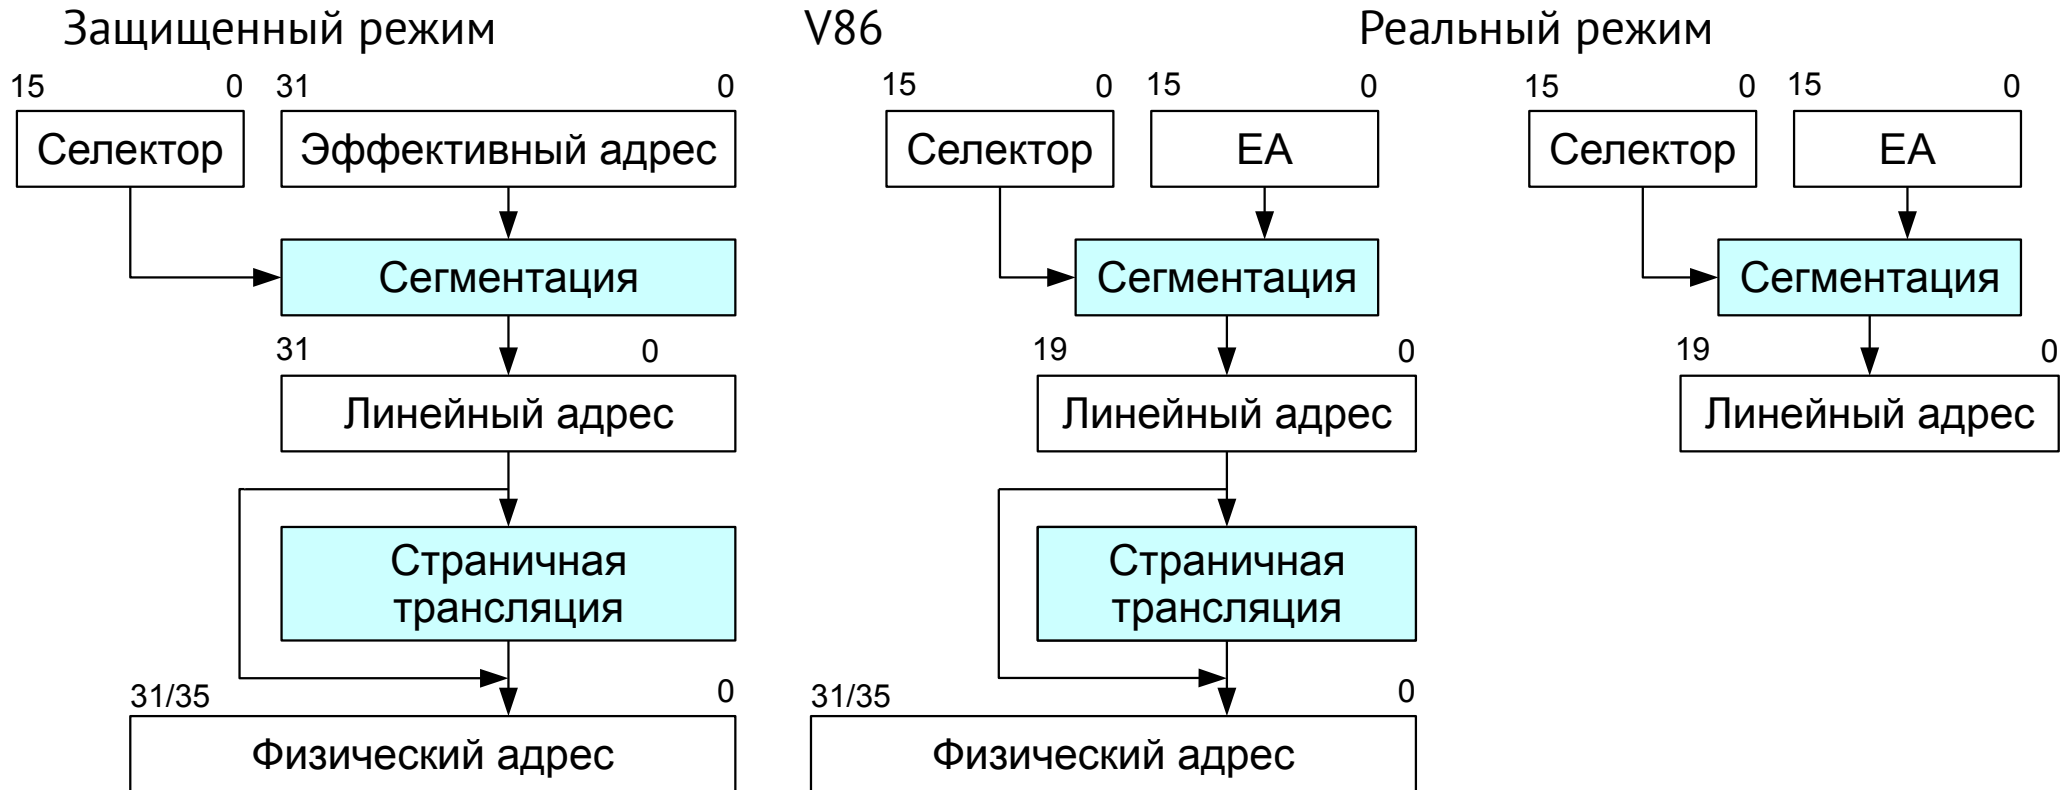 Защищенный режим
V86
Реальный режим
15 0 31 0
15 0 15 0
15 0 15 0
Селектор
Эффективный адрес
Селектор
EA
Селектор
EA
Сегментация
Сегментация
Сегментация
31 0
19 0
19 0
Линейный адрес
Линейный адрес
Линейный адрес
Страничная
трансляция
Страничная
трансляция
31/35 0
31/35 0
Физический адрес
Физический адрес